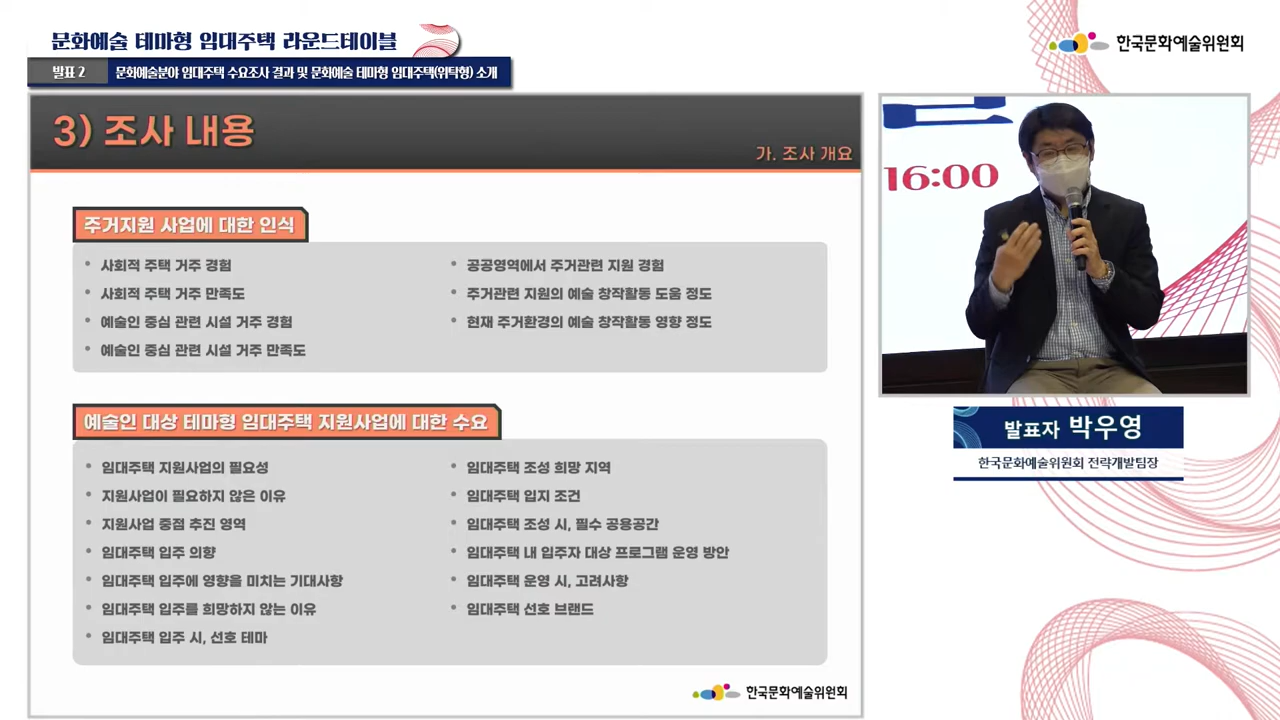 문화예술 테마형 임대주택 라운드테이블
발표 2
문화예술분야 임대주택 수요조사 결과 및 문화예술 테마형 임대주택(위탁형) 소개
한국문화예술위원회
3) 조사 내용
가. 조사 개요
주거지원 사업에 대한 인식
• 사회적 주택 거주 경험
• 사회적 주택 거주 만족도
• 예술인 중심 관련 시설 거주 경험
• 예술인 중심 관련 시설 거주 만족도
• 공공영역에서 주거관련 지원 경험
• 주거관련 지원의 예술 창작활동 도움 정도
• 현재 주거환경의 예술 창작활동 영향 정도
예술인 대상 테마형 임대주택 지원사업에 대한 수요
• 임대주택 지원사업의 필요성
• 지원사업이 필요하지 않은 이유
• 지원사업 중점 추진 영역
• 임대주택 입주 의향
• 임대주택 입주에 영향을 미치는 기대사항
• 임대주택 입주를 희망하지 않는 이유
• 임대주택 입주 시, 선호 테마
• 임대주택 조성 희망 지역
• 임대주택 입지 조건
• 임대주택 조성 시, 필수 공용공간
• 임대주택 내 입주자 대상 프로그램 운영 방안
• 임대주택 운영 시, 고려사항
• 임대주택 선호 브랜드
한국문화예술위원회
16:00
발표자 박우영
한국문화예술위원회 전략개발팀장